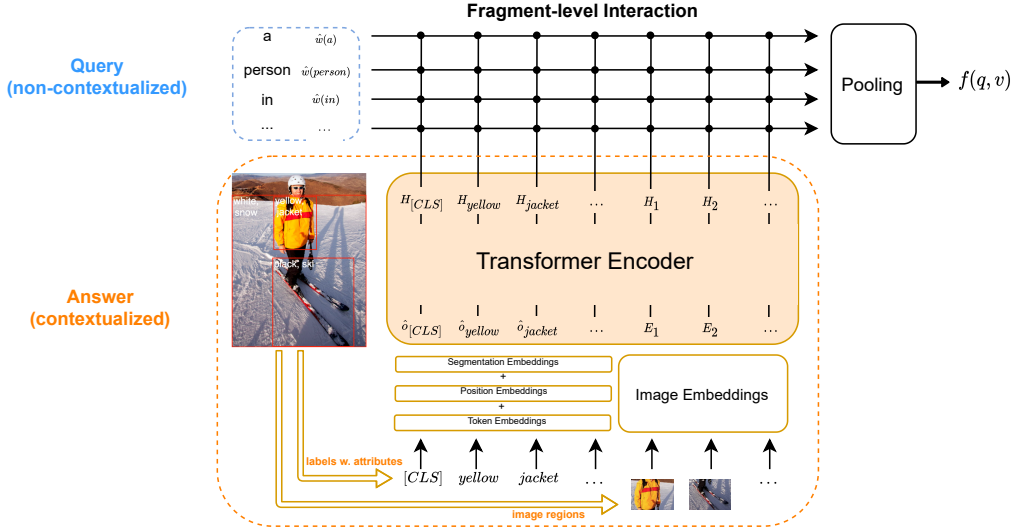 Fragment-level Interaction
Query
(non-contextualized)
a ŵ(a)
person ŵ(person)
in ŵ(in)
... ...
Pooling
f(q, v)
Answer
(contextualized)
white, snow
yellow, jacket
black, ski
H[CLS] Hyellow Hjacket ... H1 H2 ...
Transformer Encoder
ô[CLS] ôyellow ôjacket ... E1 E2 ...
Segmentation Embeddings
+
Position Embeddings
+
Token Embeddings
Image Embeddings
labels w. attributes
[CLS] yellow jacket ... ...
image regions